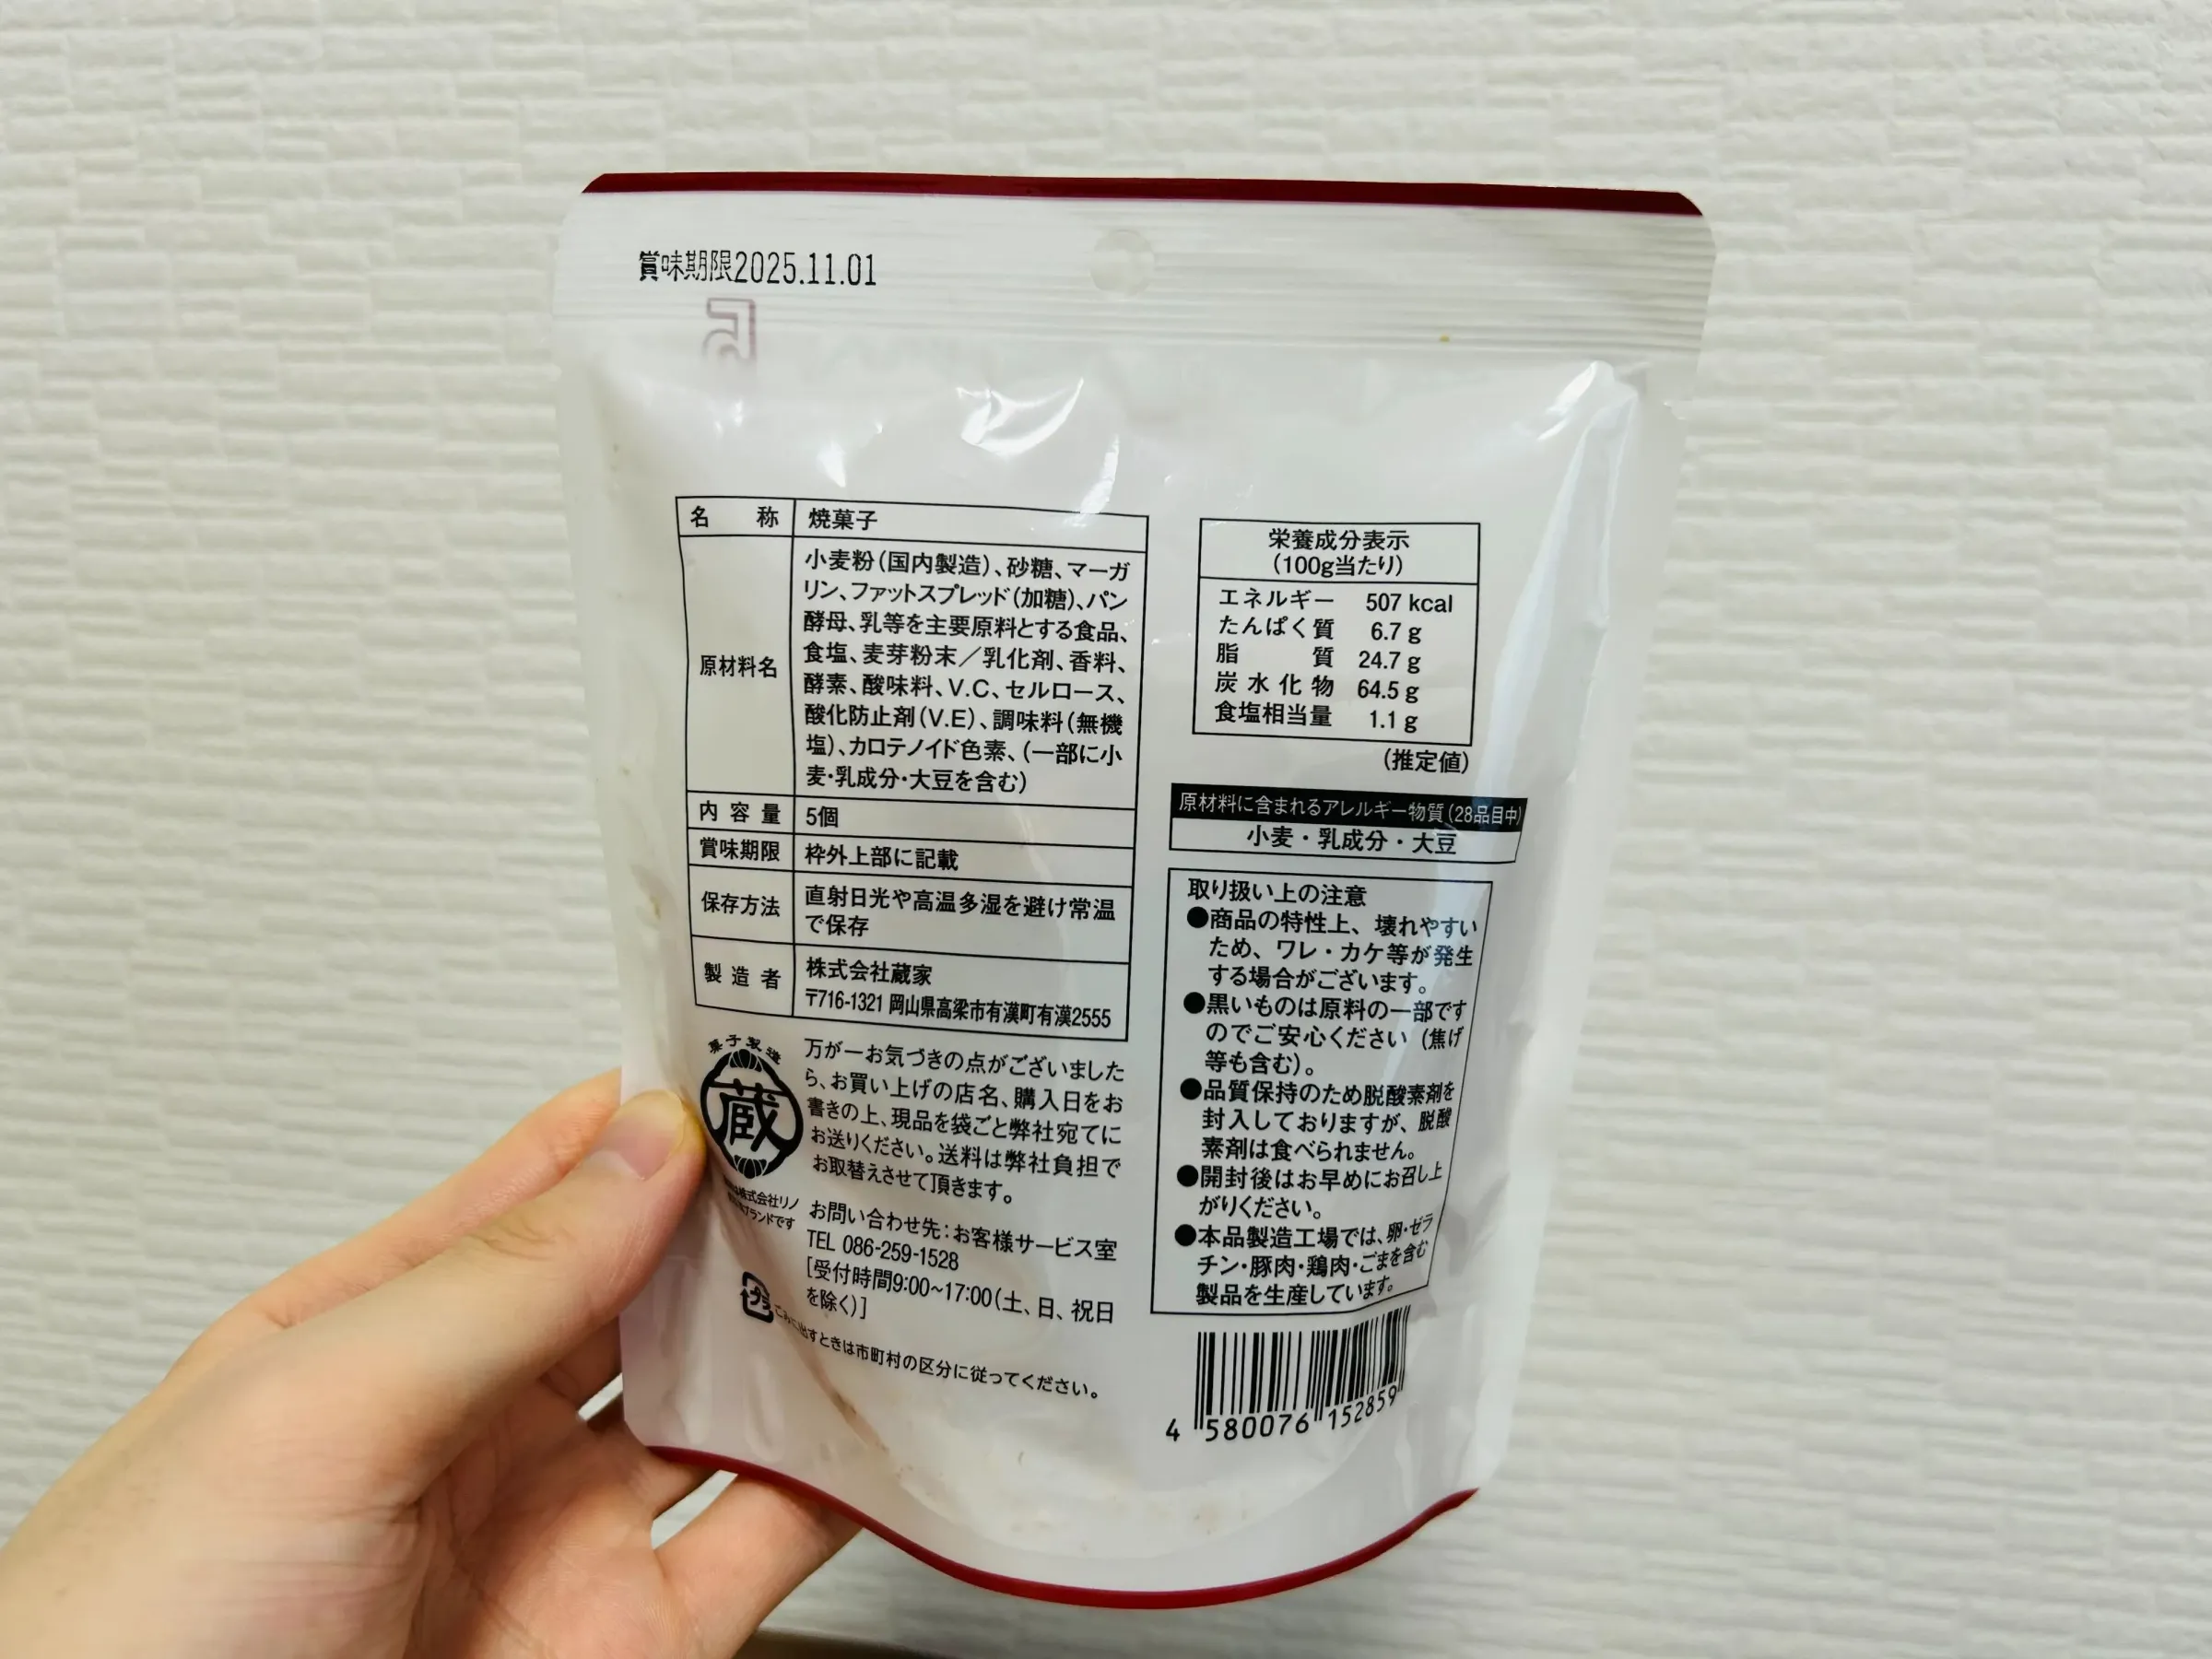 賞味期限2025.11.01
名称 焼菓子
原材料名
小麦粉(国内製造)、砂糖、マーガ
リン、ファットスプレッド(加糖)、パン
酵母、乳等を主要原料とする食品、
食塩、麦芽粉末／乳化剤、香料、
酵素、酸味料、V.C、セルロース、
酸化防止剤(V.E)、調味料(無機
塩)、カロテノイド色素、(一部に小
麦・乳成分・大豆を含む)
内容量 5個
賞味期限 枠外上部に記載
保存方法
直射日光や高温多湿を避け常温
で保存
製造者
株式会社蔵家
〒716-1321 岡山県高梁市有漢町有漢2555
菓子製造
蔵
株式会社リノ
ブランドです
万が一お気づきの点がございました
ら、お買い上げの店名、購入日をお
書きの上、現品を袋ごと弊社宛てに
お送りください。送料は弊社負担で
お取替えさせて頂きます。
お問い合わせ先：お客様サービス室
TEL 086-259-1528
[受付時間9:00~17:00(土、日、祝日
を除く)]
プラ
ごみに出すときは市町村の区分に従ってください。
栄養成分表示
(100g当たり)
エネルギー 507 kcal
たんぱく質 6.7 g
脂質 24.7 g
炭水化物 64.5 g
食塩相当量 1.1 g
(推定値)
原材料に含まれるアレルギー物質(28品目中)
小麦・乳成分・大豆
取り扱い上の注意
●商品の特性上、壊れやすい
ため、ワレ・カケ等が発生
する場合がございます。
●黒いものは原料の一部です
のでご安心ください（焦げ
等も含む）。
●品質保持のため脱酸素剤を
封入しておりますが、脱酸
素剤は食べられません。
●開封後はお早めにお召し上
がりください。
●本品製造工場では、卵・ゼラ
チン・豚肉・鶏肉・ごまを含む
製品を生産しています。
4 580076 152859